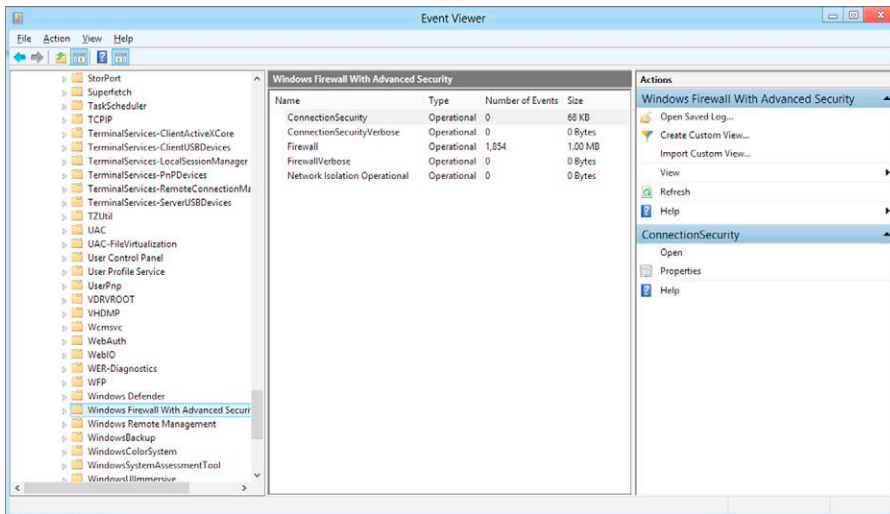 Event Viewer
File Action View Help
StorPort
Superfetch
TaskScheduler
TCPIP
TerminalServices-ClientActiveXCore
TerminalServices-ClientUSBDevices
TerminalServices-LocalSessionManager
TerminalServices-PnPDevices
TerminalServices-RemoteConnectionMa
TerminalServices-ServerUSBDevices
TZUtil
UAC
UAC-FileVirtualization
User Control Panel
User Profile Service
UserPnp
VDRVROOT
VHDMP
Wcmsvc
WebAuth
WebIO
WER-Diagnostics
WFP
Windows Defender
Windows Firewall With Advanced Securi
Windows Remote Management
WindowsBackup
WindowsColorSystem
WindowsSystemAssessmentTool
WindowsUIImmersive
Windows Firewall With Advanced Security
Name Type Number of Events Size
ConnectionSecurity Operational 0 68 KB
ConnectionSecurityVerbose Operational 0 0 Bytes
Firewall Operational 1,854 1.00 MB
FirewallVerbose Operational 0 0 Bytes
Network Isolation Operational Operational 0 0 Bytes
Actions
Windows Firewall With Advanced Security
Open Saved Log...
Create Custom View...
Import Custom View...
View
Refresh
Help
ConnectionSecurity
Open
Properties
Help